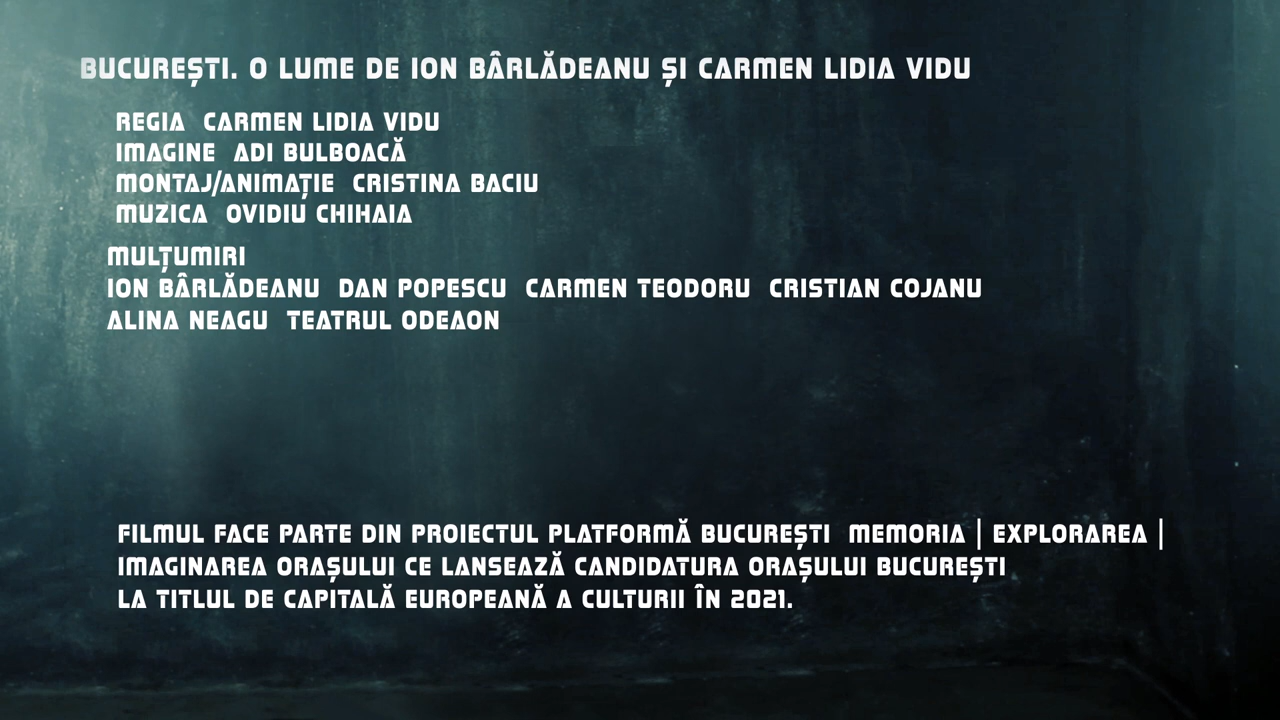 BUCUREȘTI. O LUME DE ION BÂRLĂDEANU ȘI CARMEN LIDIA VIDU
REGIA CARMEN LIDIA VIDU
IMAGINE ADI BULBOACĂ
MONTAJ/ANIMAȚIE CRISTINA BACIU
MUZICA OVIDIU CHIHAIA
MULȚUMIRI
ION BÂRLĂDEANU DAN POPESCU CARMEN TEODORU CRISTIAN COJANU
ALINA NEAGU TEATRUL ODEAON
FILMUL FACE PARTE DIN PROIECTUL PLATFORMĂ BUCUREȘTI MEMORIA | EXPLORAREA |
IMAGINAREA ORAȘULUI CE LANSEAZĂ CANDIDATURA ORAȘULUI BUCUREȘTI
LA TITLUL DE CAPITALĂ EUROPEANĂ A CULTURII ÎN 2021.